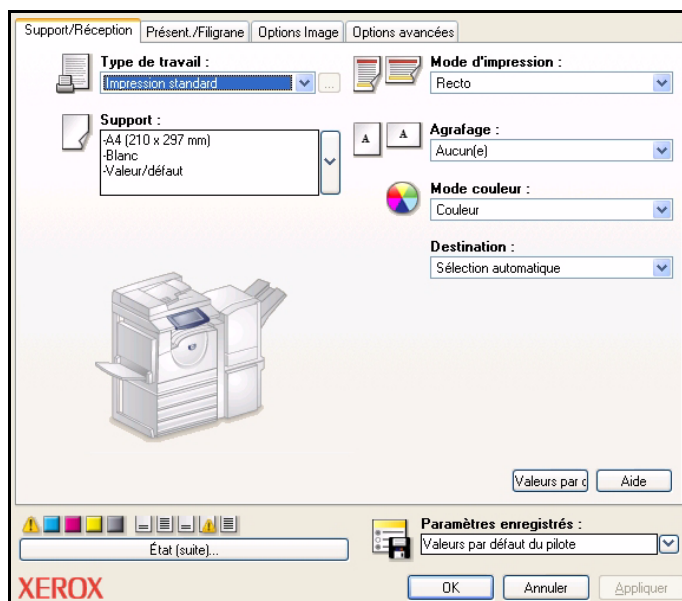 Support/Réception
Présent./Filigrane
Options Image
Options avancées
Type de travail :
Impression standard
...
Mode d'impression :
Recto
Support :
-A4 (210 x 297 mm)
-Blanc
-Valeur/défaut
A
A
Agrafage :
Aucun(e)
Mode couleur :
Couleur
Destination :
Sélection automatique
Valeurs par d
Aide
État (suite)...
Paramètres enregistrés :
Valeurs par défaut du pilote
XEROX
OK
Annuler
Appliquer